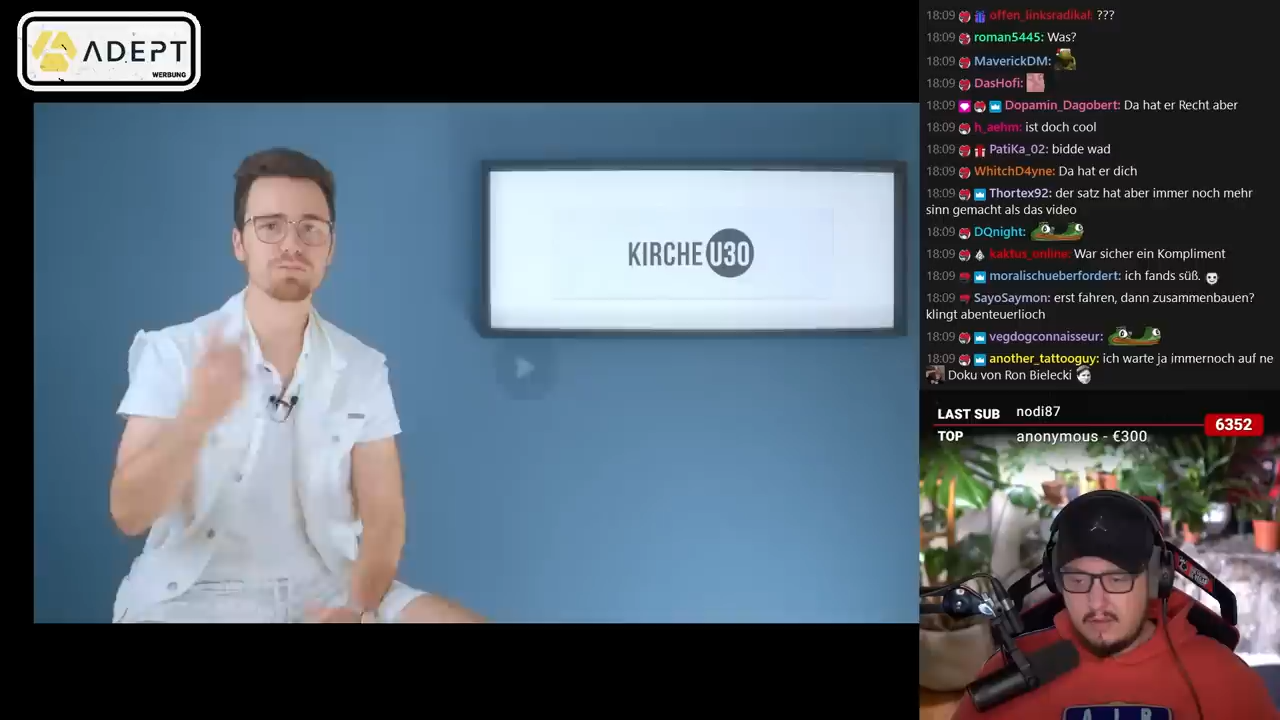 ADEPT
WERBUNG
KIRCHE U30
18:09 offen_linksradikal: ???
18:09 roman5445: Was?
18:09 MaverickDM:
18:09 DasHofi:
18:09 Dopamin_Dagobert: Da hat er Recht aber
18:09 h_aehm: ist doch cool
18:09 PatiKa_02: bidde wad
18:09 WhitchD4yne: Da hat er dich
18:09 Thortex92: der satz hat aber immer noch mehr
sinn gemacht als das video
18:09 DQnight:
18:09 kaktus_online: War sicher ein Kompliment
18:09 moralischueberfordert: ich fands süß.
18:09 SayoSaymon: erst fahren, dann zusammenbauen?
klingt abenteuerlioch
18:09 vegdogconnaisseur:
18:09 another_tattooguy: ich warte ja immernoch auf ne
Doku von Ron Bielecki
LAST SUB nodi87
6352
TOP anonymous - €300